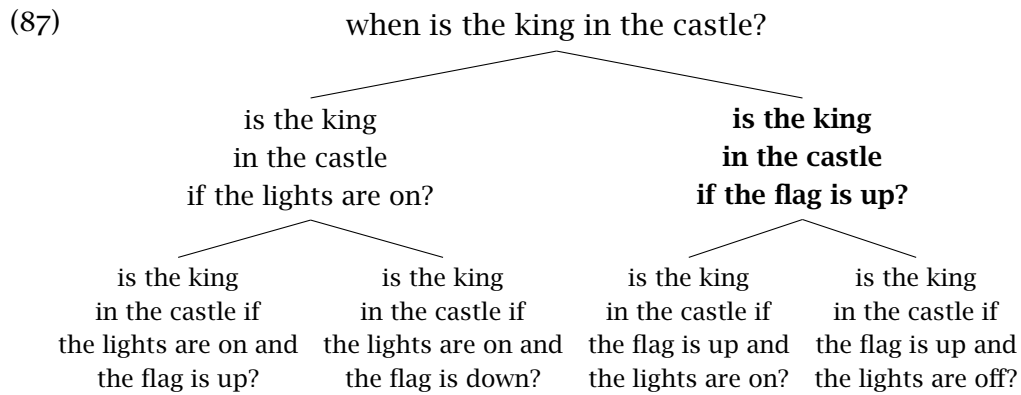 (87)
when is the king in the castle?
is the king
in the castle
if the lights are on?
is the king
in the castle
if the flag is up?
is the king
in the castle if
the lights are on and
the flag is up?
is the king
in the castle if
the lights are on and
the flag is down?
is the king
in the castle if
the flag is up and
the lights are on?
is the king
in the castle if
the flag is up and
the lights are off?